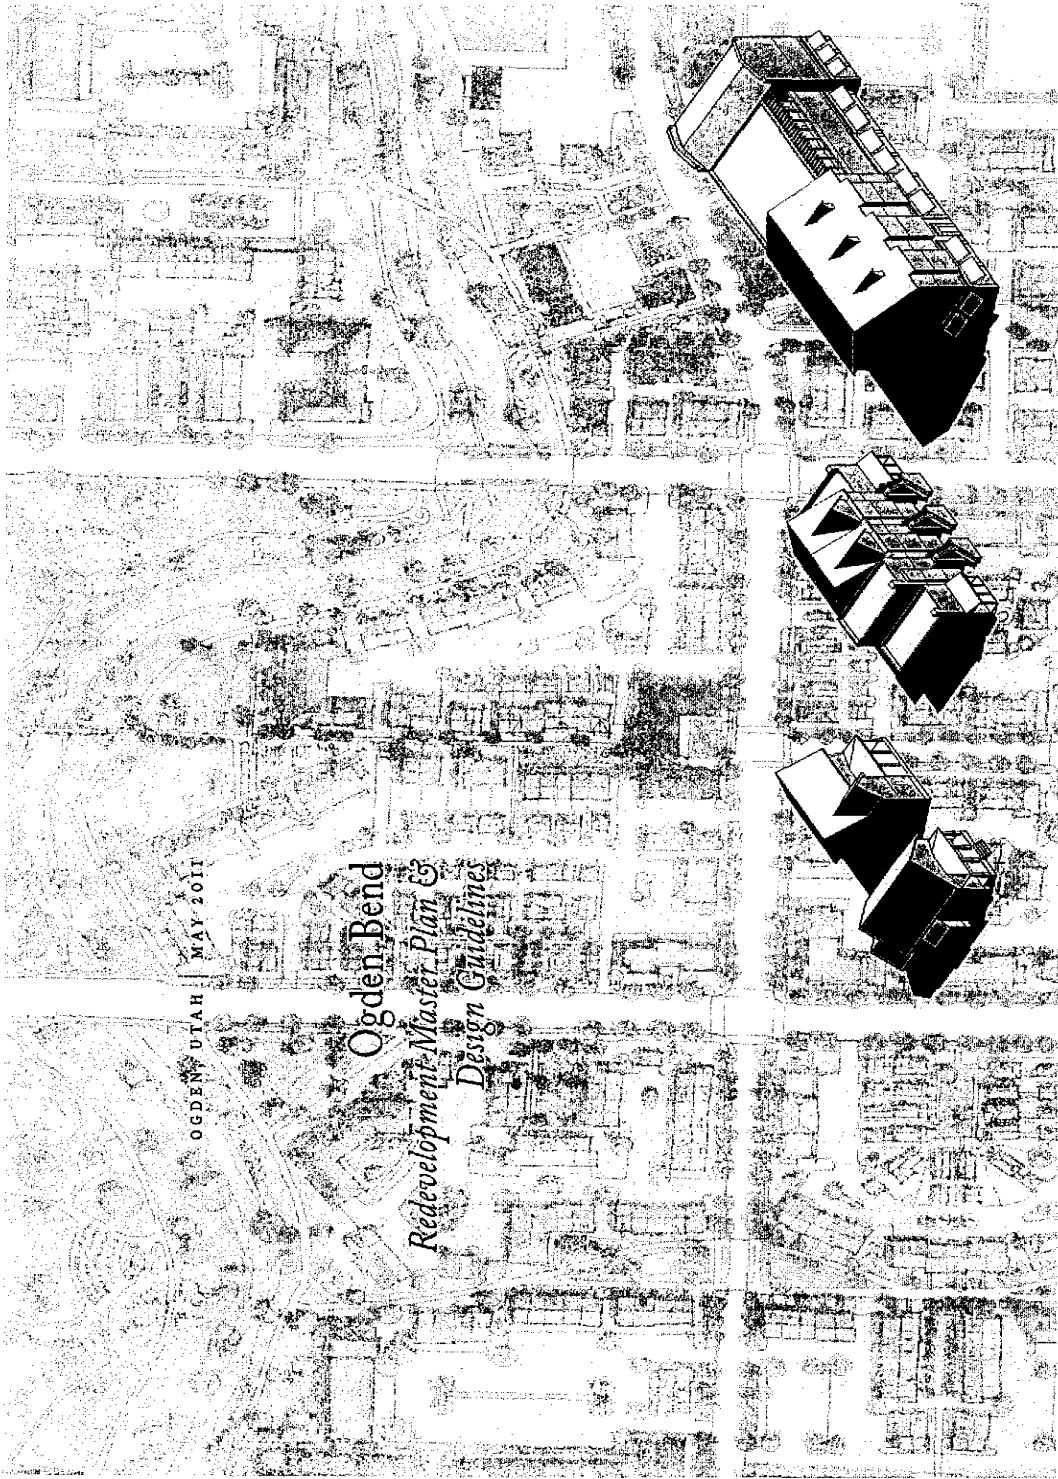 OGDEN, UTAH | MAY 2011
Ogden Bend
Redevelopment Master Plan &
Design Guidelines